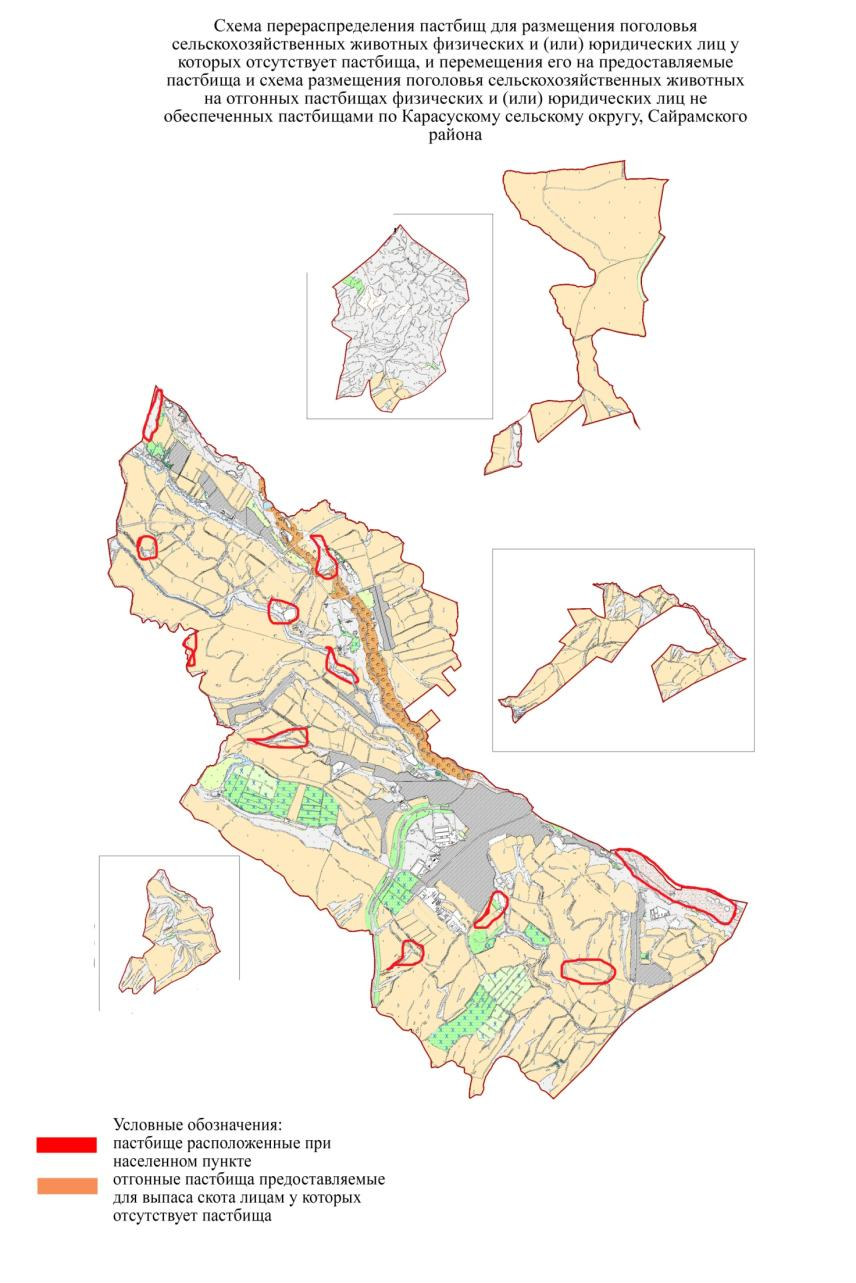 Схема перераспределения пастбищ для размещения поголовья
сельскохозяйственных животных физических и (или) юридических лиц у
которых отсутствует пастбища, и перемещения его на предоставляемые
пастбища и схема размещения поголовья сельскохозяйственных животных
на отгонных пастбищах физических и (или) юридических лиц не
обеспеченных пастбищами по Карасускому сельскому округу, Сайрамского
района
Условные обозначения:
пастбище расположенные при
населенном пункте
отгонные пастбища предоставляемые
для выпаса скота лицам у которых
отсутствует пастбища